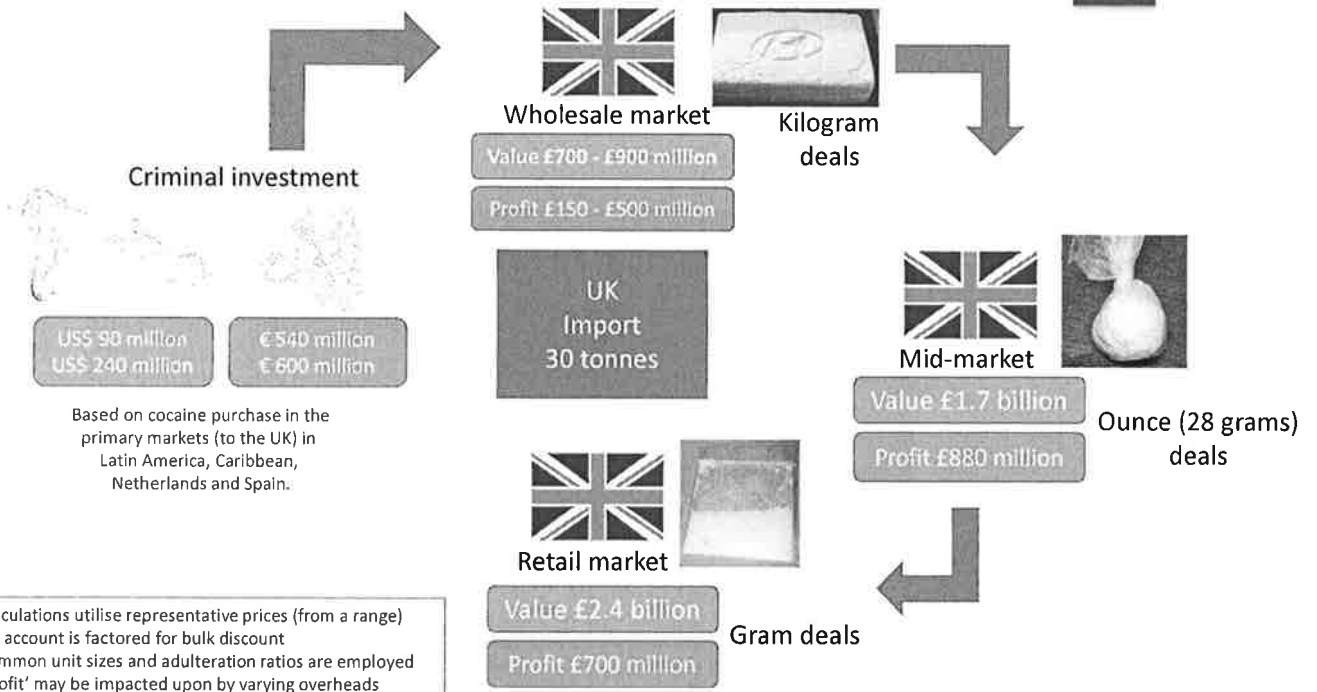 Wholesale market
Value £700 - £900 million
Profit £150 - £500 million
Kilogram
deals
Criminal investment
US$ 90 million
US$ 240 million
€ 540 million
€ 600 million
Based on cocaine purchase in the
primary markets (to the UK) in
Latin America, Caribbean,
Netherlands and Spain.
UK
Import
30 tonnes
Mid-market
Value £1.7 billion
Profit £880 million
Ounce (28 grams)
deals
Retail market
Value £2.4 billion
Profit £700 million
Gram deals
utilise representative prices (from a range)
account is factored for bulk discount
unit sizes and adulteration ratios are employed
may be impacted upon by varying overheads